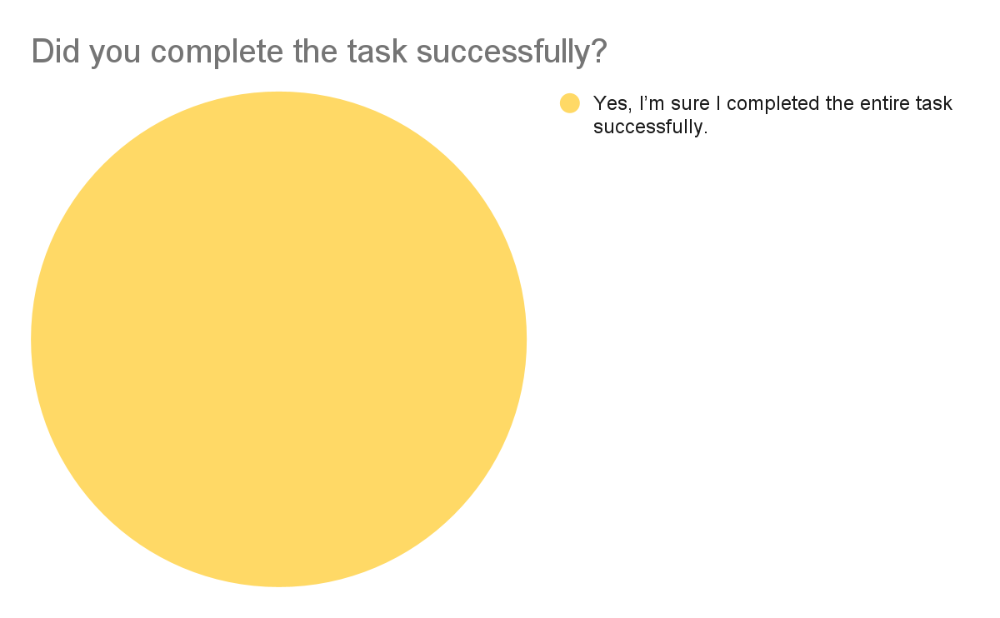 Did you complete the task successfully?
Yes, I’m sure I completed the entire task
successfully.